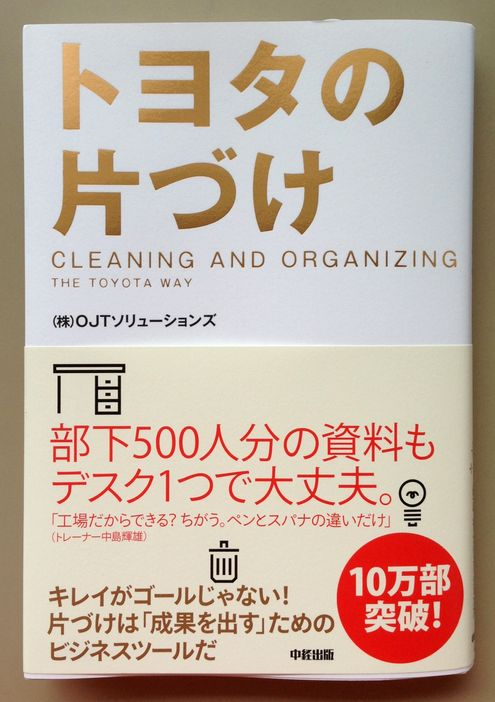 トヨタの
片づけ
CLEANING AND ORGANIZING
THE TOYOTA WAY
(株)OJTソリューションズ
部下500人分の資料も
デスク1つで大丈夫。
「工場だからできる? ちがう。ペンとスパナの違いだけ」
(トレーナー中島輝雄)
キレイがゴールじゃない!
片づけは「成果を出す」ための
ビジネスツールだ
10万部
突破!
中経出版